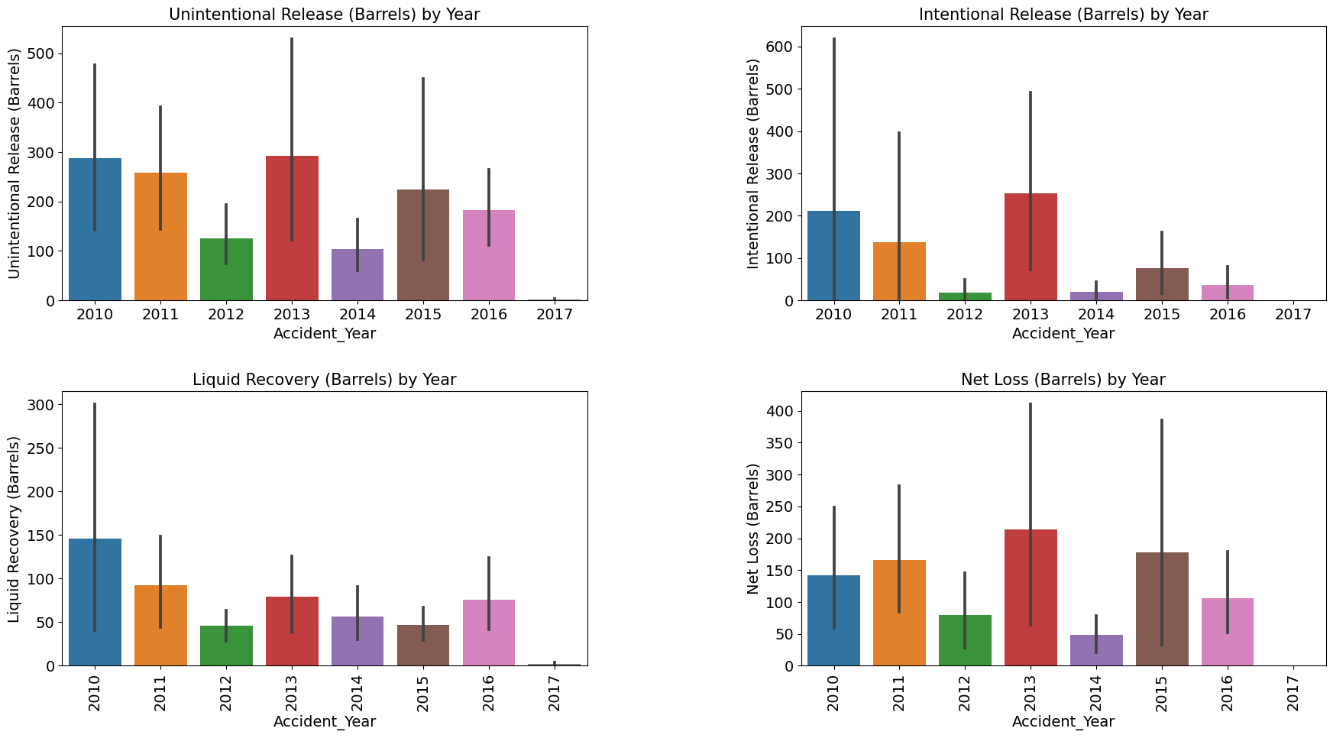 Unintentional Release (Barrels) by Year
Unintentional Release (Barrels)
500
400
300
200
100
0
2010 2011 2012 2013 2014 2015 2016 2017
Accident_Year
Intentional Release (Barrels) by Year
Intentional Release (Barrels)
600
500
400
300
200
100
0
2010 2011 2012 2013 2014 2015 2016 2017
Accident_Year
Liquid Recovery (Barrels) by Year
Liquid Recovery (Barrels)
300
250
200
150
100
50
0
2010 2011 2012 2013 2014 2015 2016 2017
Accident_Year
Net Loss (Barrels) by Year
Net Loss (Barrels)
400
350
300
250
200
150
100
50
0
2010 2011 2012 2013 2014 2015 2016 2017
Accident_Year